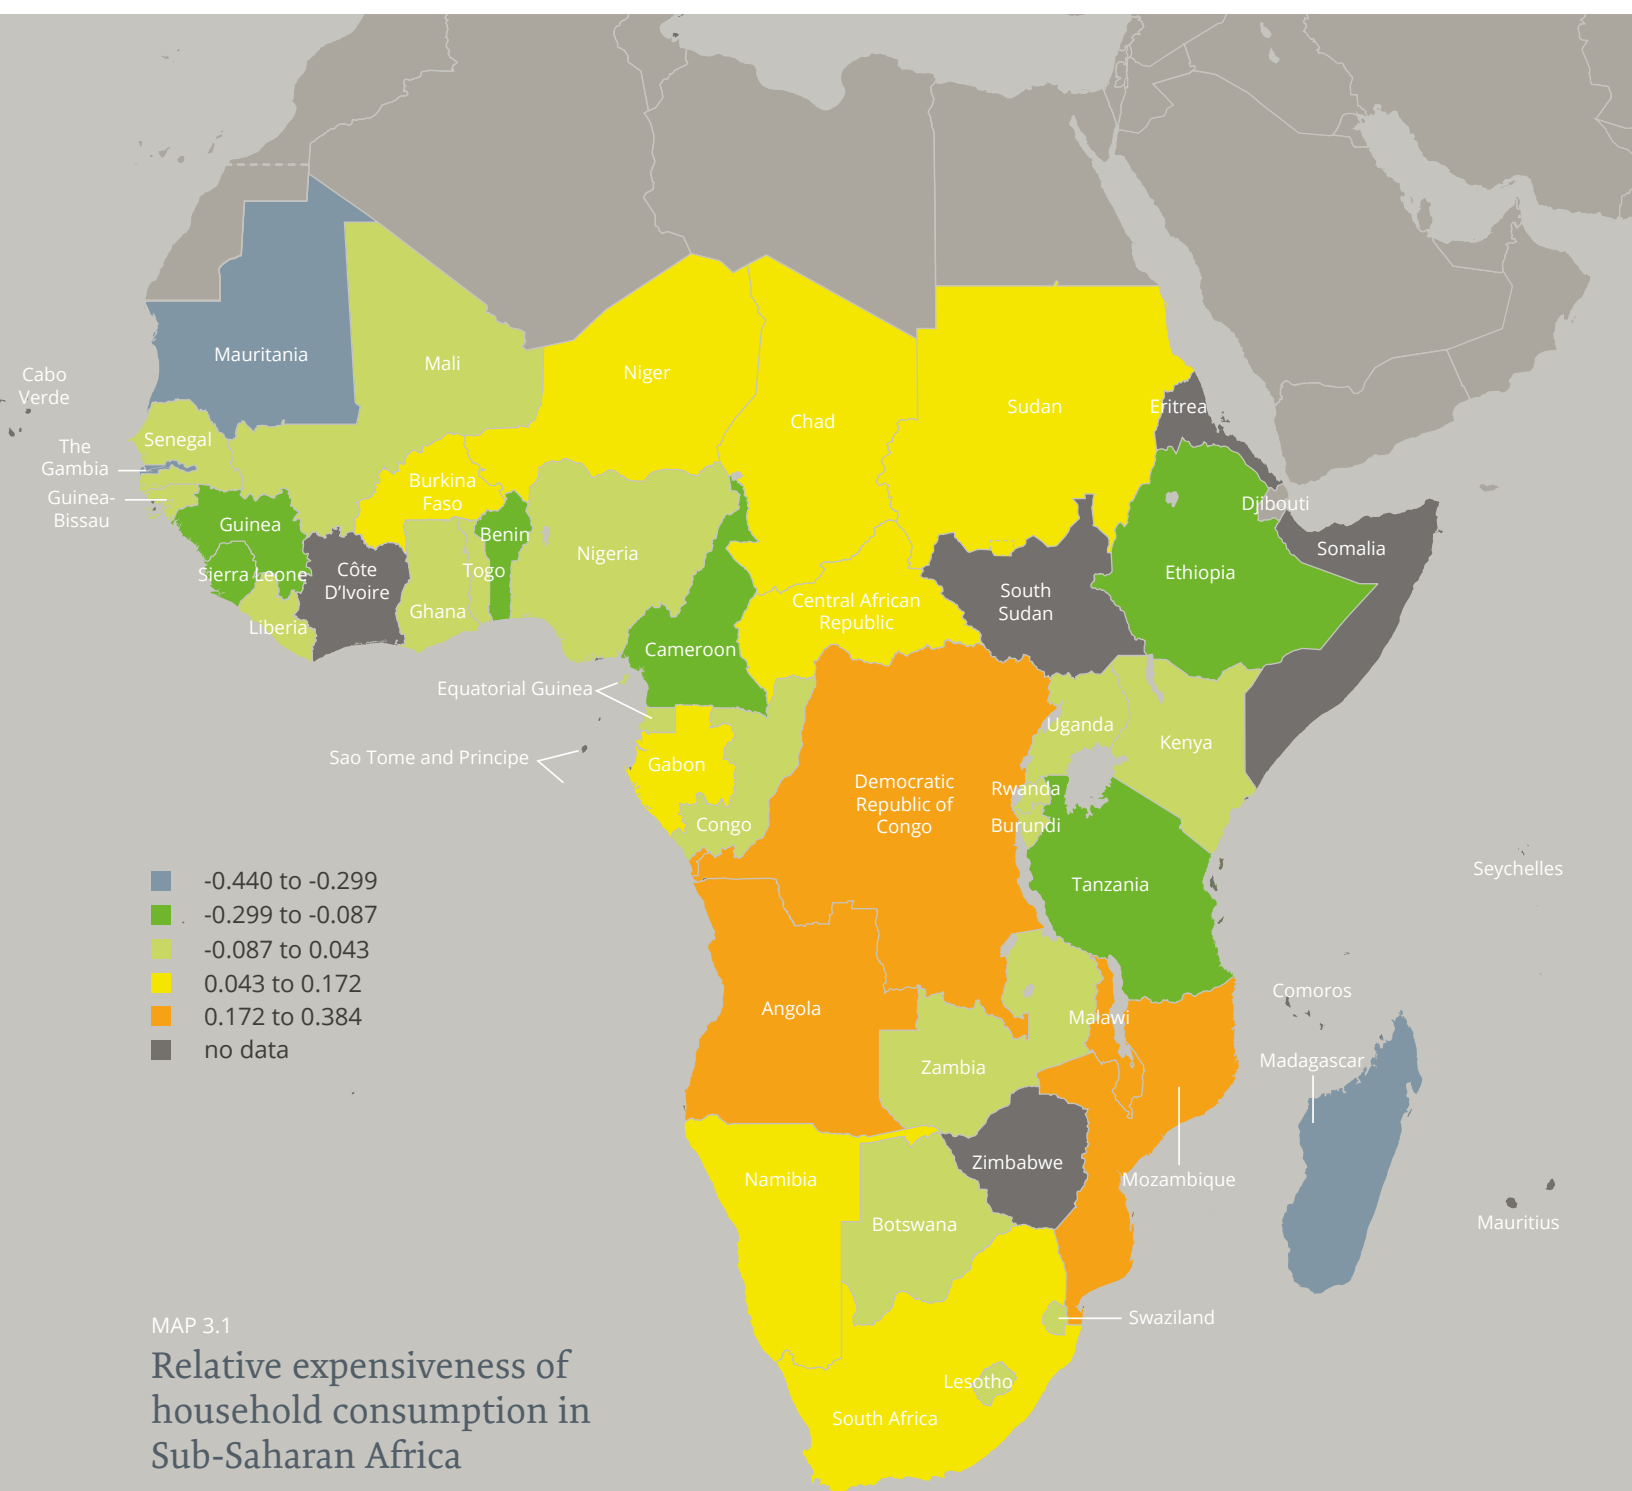 Mauritania
Mali
Niger
Chad
Sudan
Eritrea
Cabo
Verde
Senegal
The
Gambia
Guinea-
Bissau
Burkina
Faso
Guinea
Benin
Nigeria
Djibouti
Somalia
Sierra Leone
Côte
D'Ivoire
Togo
Ghana
Liberia
Ethiopia
Central African
Republic
South
Sudan
Cameroon
Equatorial Guinea
Sao Tome and Principe
Gabon
Congo
Uganda
Kenya
Democratic
Republic of
Congo
Rwanda
Burundi
Tanzania
Seychelles
-0.440 to -0.299
-0.299 to -0.087
-0.087 to 0.043
0.043 to 0.172
0.172 to 0.384
no data
Angola
Malawi
Comoros
Zambia
Madagascar
Zimbabwe
Namibia
Mozambique
Botswana
Mauritius
Swaziland
Lesotho
South Africa
MAP 3.1
Relative expensiveness of
household consumption in
Sub-Saharan Africa